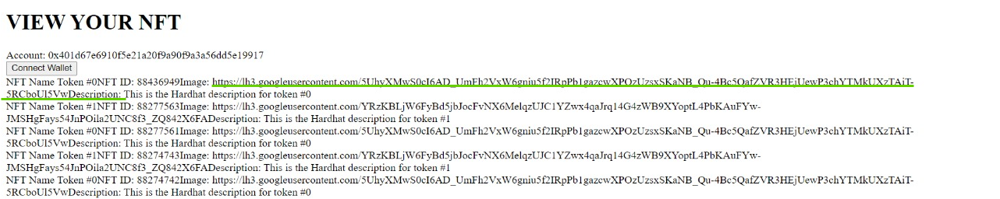 VIEW YOUR NFT
Account: 0x401d67e6910f5e21a20f9a90f9a3a56dd5e19917
Connect Wallet
NFT Name Token #0NFT ID: 88436949Image: https://lh3.googleusercontent.com/5UhyXMwS0cI6AD_UmFh2VxW6gniu5f2IRpPb1gazcwXPOzUzsxSKaNB_Qu-4Bc5QafZVR3HEjUewP3chYTMkUXzTAiT-
5RCboUl5VwDescription: This is the Hardhat description for token #0
NFT Name Token #1NFT ID: 88277563Image: https://lh3.googleusercontent.com/YRzKBLjW6FyBd5jbJocFvNX6MelqzUJC1YZwx4qaJrq14G4zWB9XYoptL4PbKAuFYw-
JMSHgFays54JnPOila2UNC8f3_ZQ842X6FADescription: This is the Hardhat description for token #1
NFT Name Token #0NFT ID: 88277561Image: https://lh3.googleusercontent.com/5UhyXMwS0cI6AD_UmFh2VxW6gniu5f2IRpPb1gazcwXPOzUzsxSKaNB_Qu-4Bc5QafZVR3HEjUewP3chYTMkUXzTAiT-
5RCboUl5VwDescription: This is the Hardhat description for token #0
NFT Name Token #1NFT ID: 88274743Image: https://lh3.googleusercontent.com/YRzKBLjW6FyBd5jbJocFvNX6MelqzUJC1YZwx4qaJrq14G4zWB9XYoptL4PbKAuFYw-
JMSHgFays54JnPOila2UNC8f3_ZQ842X6FADescription: This is the Hardhat description for token #1
NFT Name Token #0NFT ID: 88274742Image: https://lh3.googleusercontent.com/5UhyXMwS0cI6AD_UmFh2VxW6gniu5f2IRpPb1gazcwXPOzUzsxSKaNB_Qu-4Bc5QafZVR3HEjUewP3chYTMkUXzTAiT-
5RCboUl5VwDescription: This is the Hardhat description for token #0